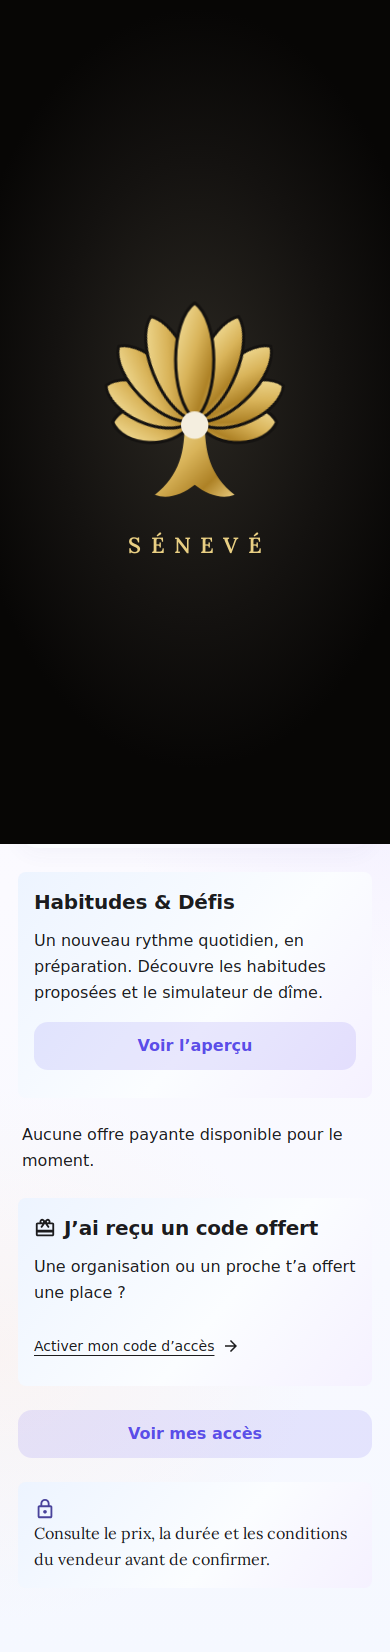 SÉNEVÉ
Habitudes & Défis
Un nouveau rythme quotidien, en
préparation. Découvre les habitudes
proposées et le simulateur de dîme.
Voir l’aperçu
Aucune offre payante disponible pour le
moment.
J’ai reçu un code offert
Une organisation ou un proche t’a offert
une place ?
Activer mon code d’accès
Voir mes accès
Consulte le prix, la durée et les conditions
du vendeur avant de confirmer.